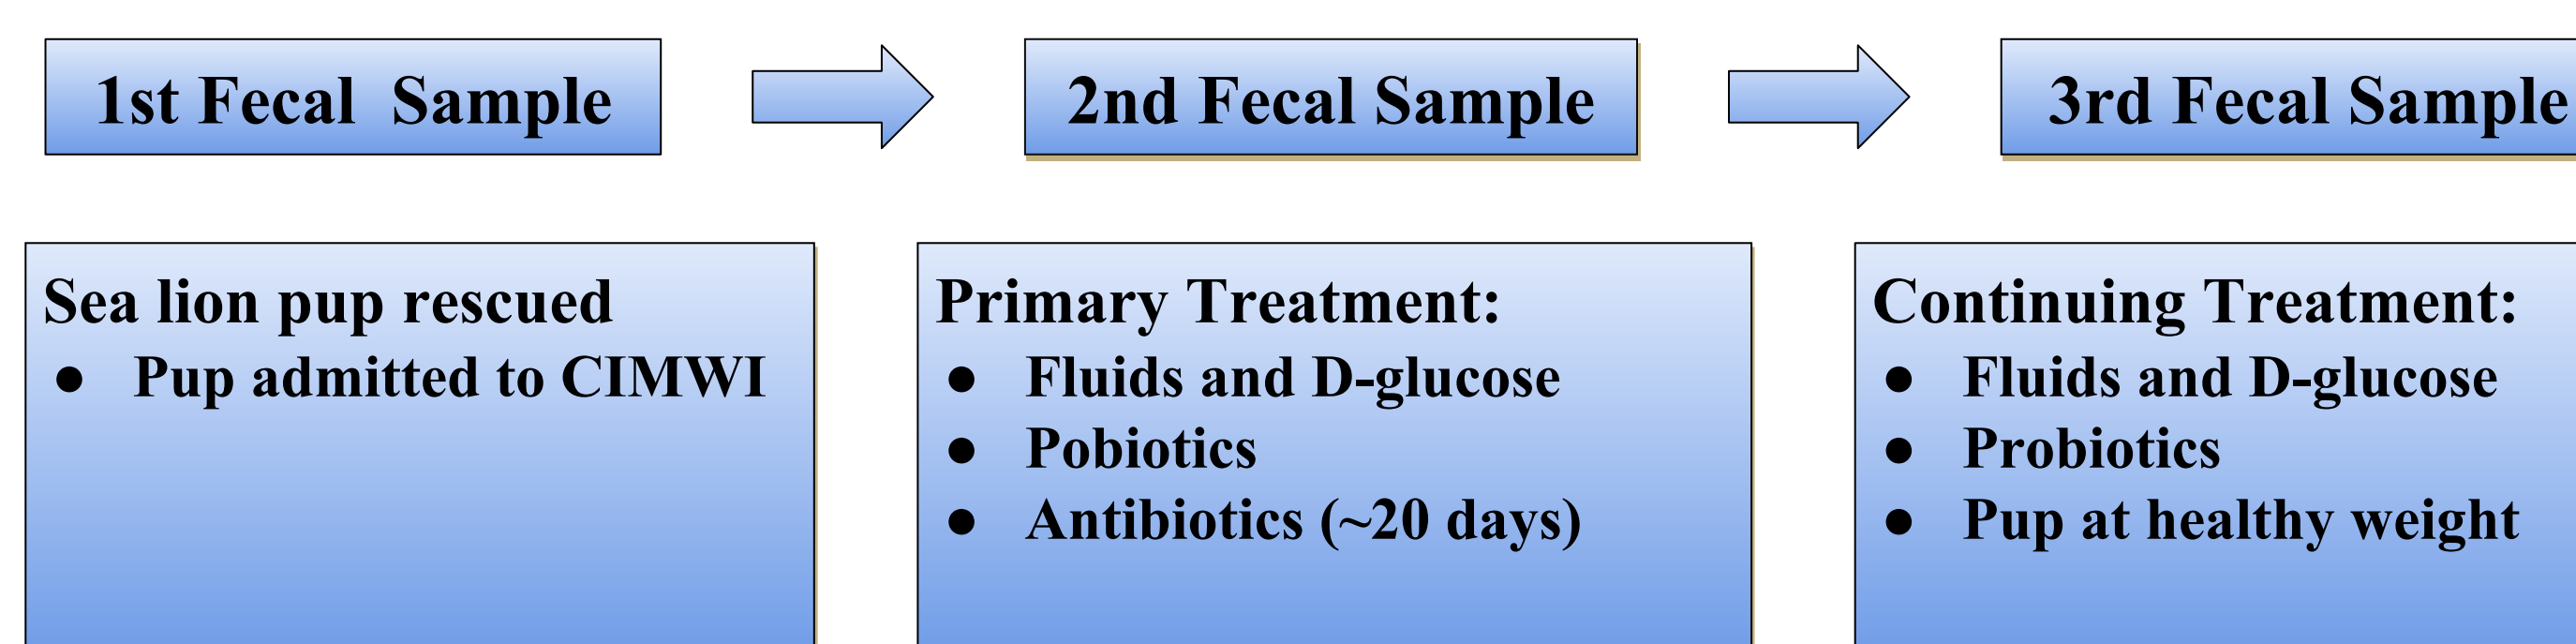 1st Fecal  Sample
2nd Fecal Sample
3rd Fecal Sample
Sea lion pup rescued
● Pup admitted to CIMWI
Primary Treatment:
● Fluids and D-glucose
● Pobiotics
● Antibiotics (~20 days)
Continuing Treatment:
● Fluids and D-glucose
● Probiotics
● Pup at healthy weight